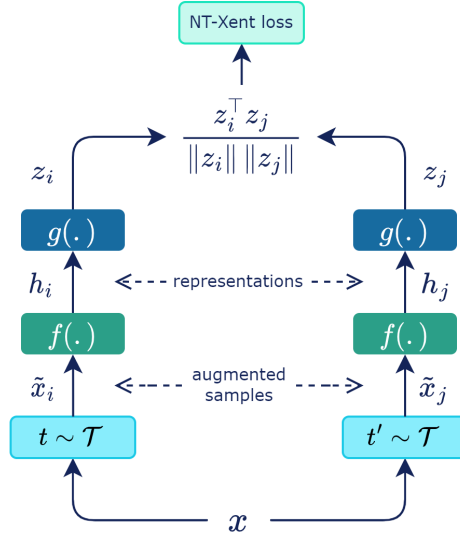 NT-Xent loss
z_i^⊤ z_j
‖z_i‖ ‖z_j‖
z_i z_j
g(.) g(.)
h_i representations h_j
f(.) f(.)
x̃_i augmented samples x̃_j
t ∼ 𝒯 t′ ∼ 𝒯
x